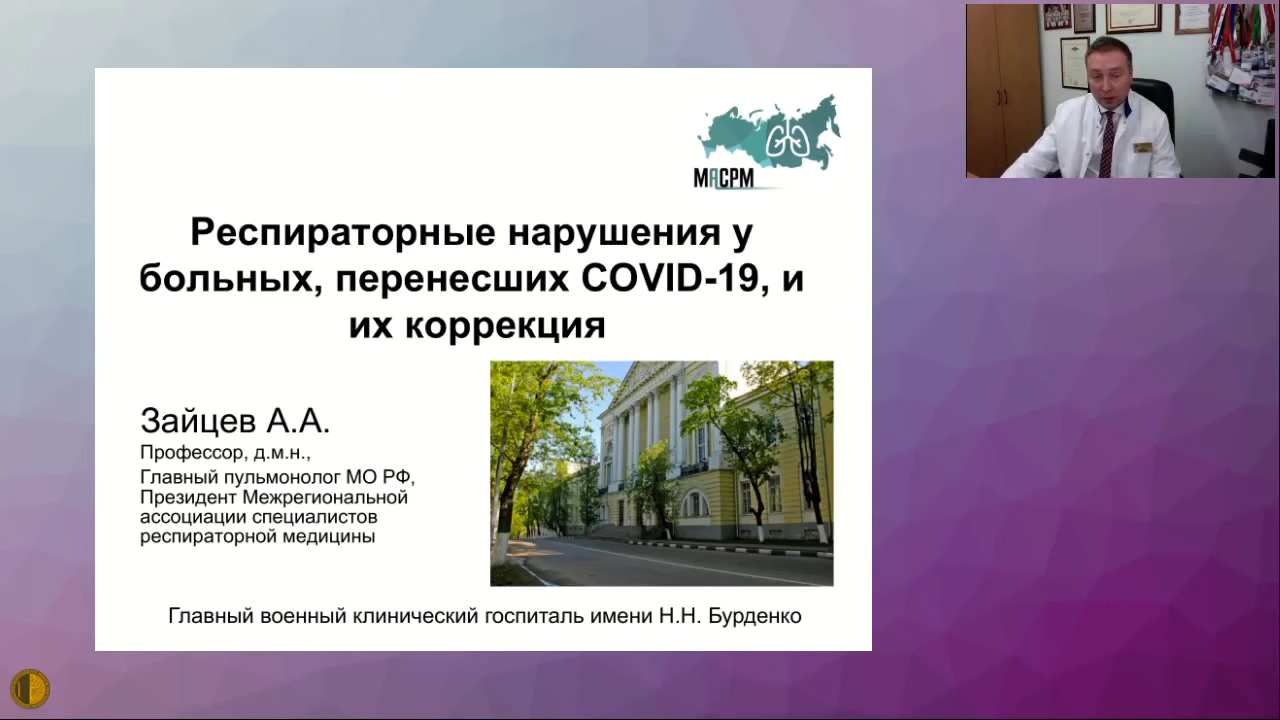 МАСРМ
Респираторные нарушения у
больных, перенесших COVID-19, и
их коррекция
Зайцев А.А.
Профессор, д.м.н.,
Главный пульмонолог МО РФ,
Президент Межрегиональной
ассоциации специалистов
респираторной медицины
Главный военный клинический госпиталь имени Н.Н. Бурденко